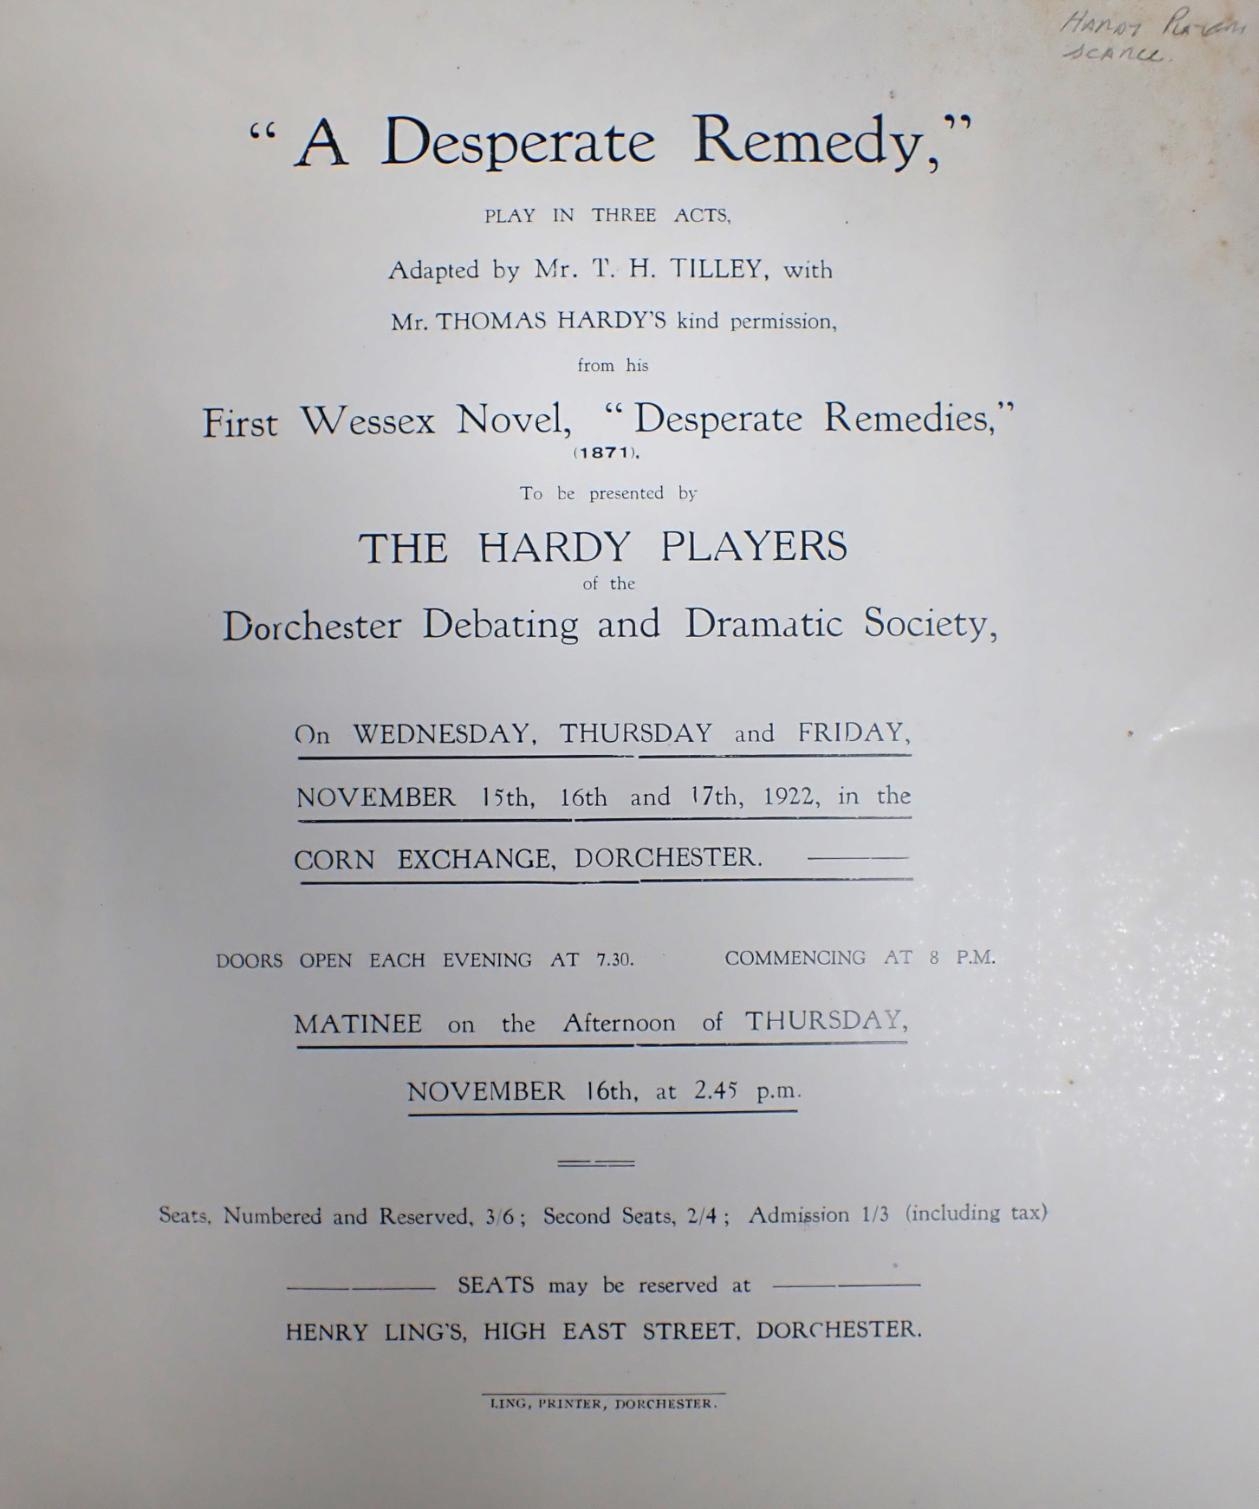 HARDY
SCARCE.
“A Desperate Remedy,”
PLAY IN THREE ACTS,
Adapted by Mr. T. H. TILLEY, with
Mr. THOMAS HARDY'S kind permission,
from his
First Wessex Novel, “Desperate Remedies,”
(1871).
To be presented by
THE HARDY PLAYERS
of the
Dorchester Debating and Dramatic Society,
On WEDNESDAY, THURSDAY and FRIDAY,
NOVEMBER 15th, 16th and 17th, 1922, in the
CORN EXCHANGE, DORCHESTER.
DOORS OPEN EACH EVENING AT 7.30. COMMENCING AT 8 P.M.
MATINEE on the Afternoon of THURSDAY,
NOVEMBER 16th, at 2.45 p.m.
Seats, Numbered and Reserved, 3/6; Second Seats, 2/4; Admission 1/3 (including tax)
SEATS may be reserved at
HENRY LING'S, HIGH EAST STREET, DORCHESTER.
LING, PRINTER, DORCHESTER.